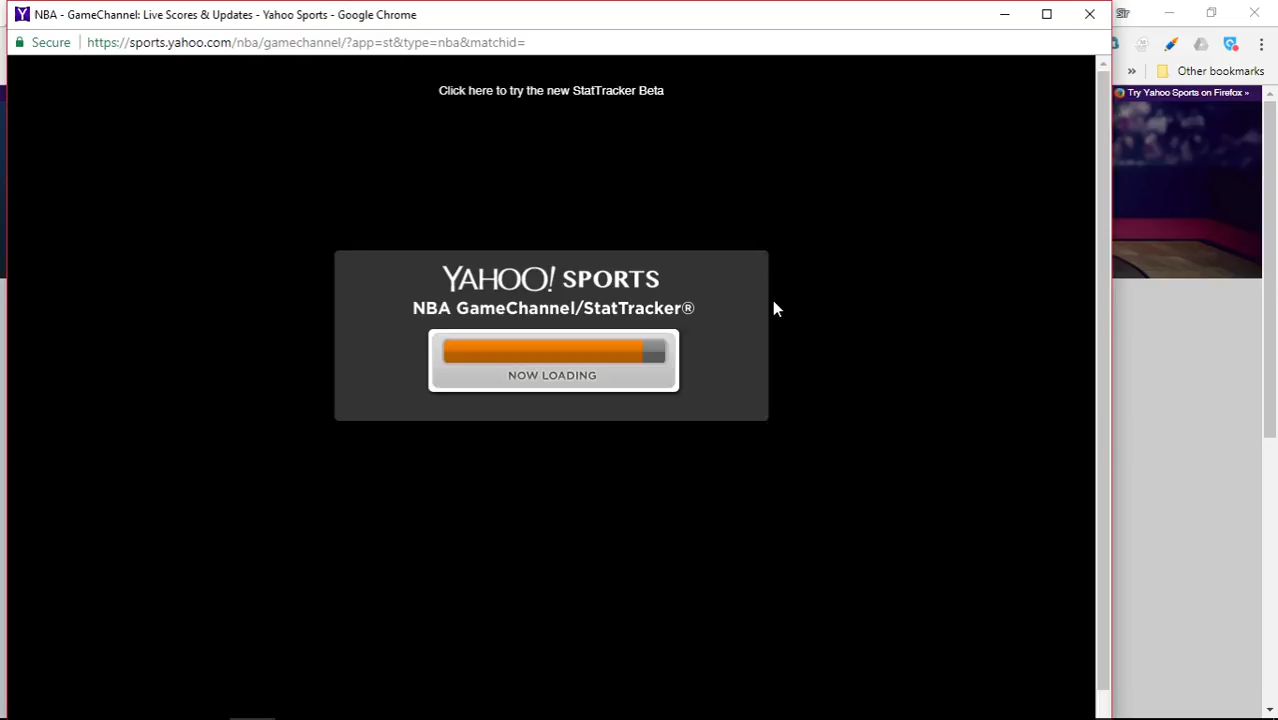 NBA - GameChannel: Live Scores & Updates - Yahoo Sports - Google Chrome
Sir
Secure
https://sports.yahoo.com/nba/gamechannel/?app=st&type=nba&matchid=
» Other bookmarks
Try Yahoo Sports on Firefox »
Click here to try the new StatTracker Beta
YAHOO! SPORTS
NBA GameChannel/StatTracker®
NOW LOADING